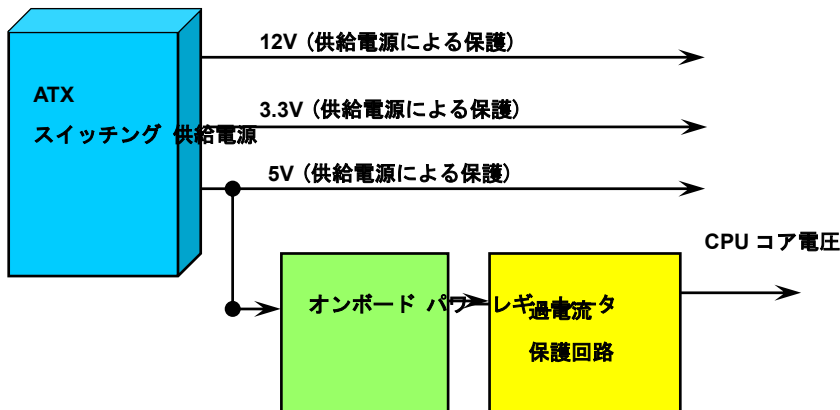 12V (供給電源による保護)
ATX
スイッチング 供給電源
3.3V (供給電源による保護)
5V (供給電源による保護)
CPU コア電圧
オンボード パワー レギュレータ
過電流
保護回路